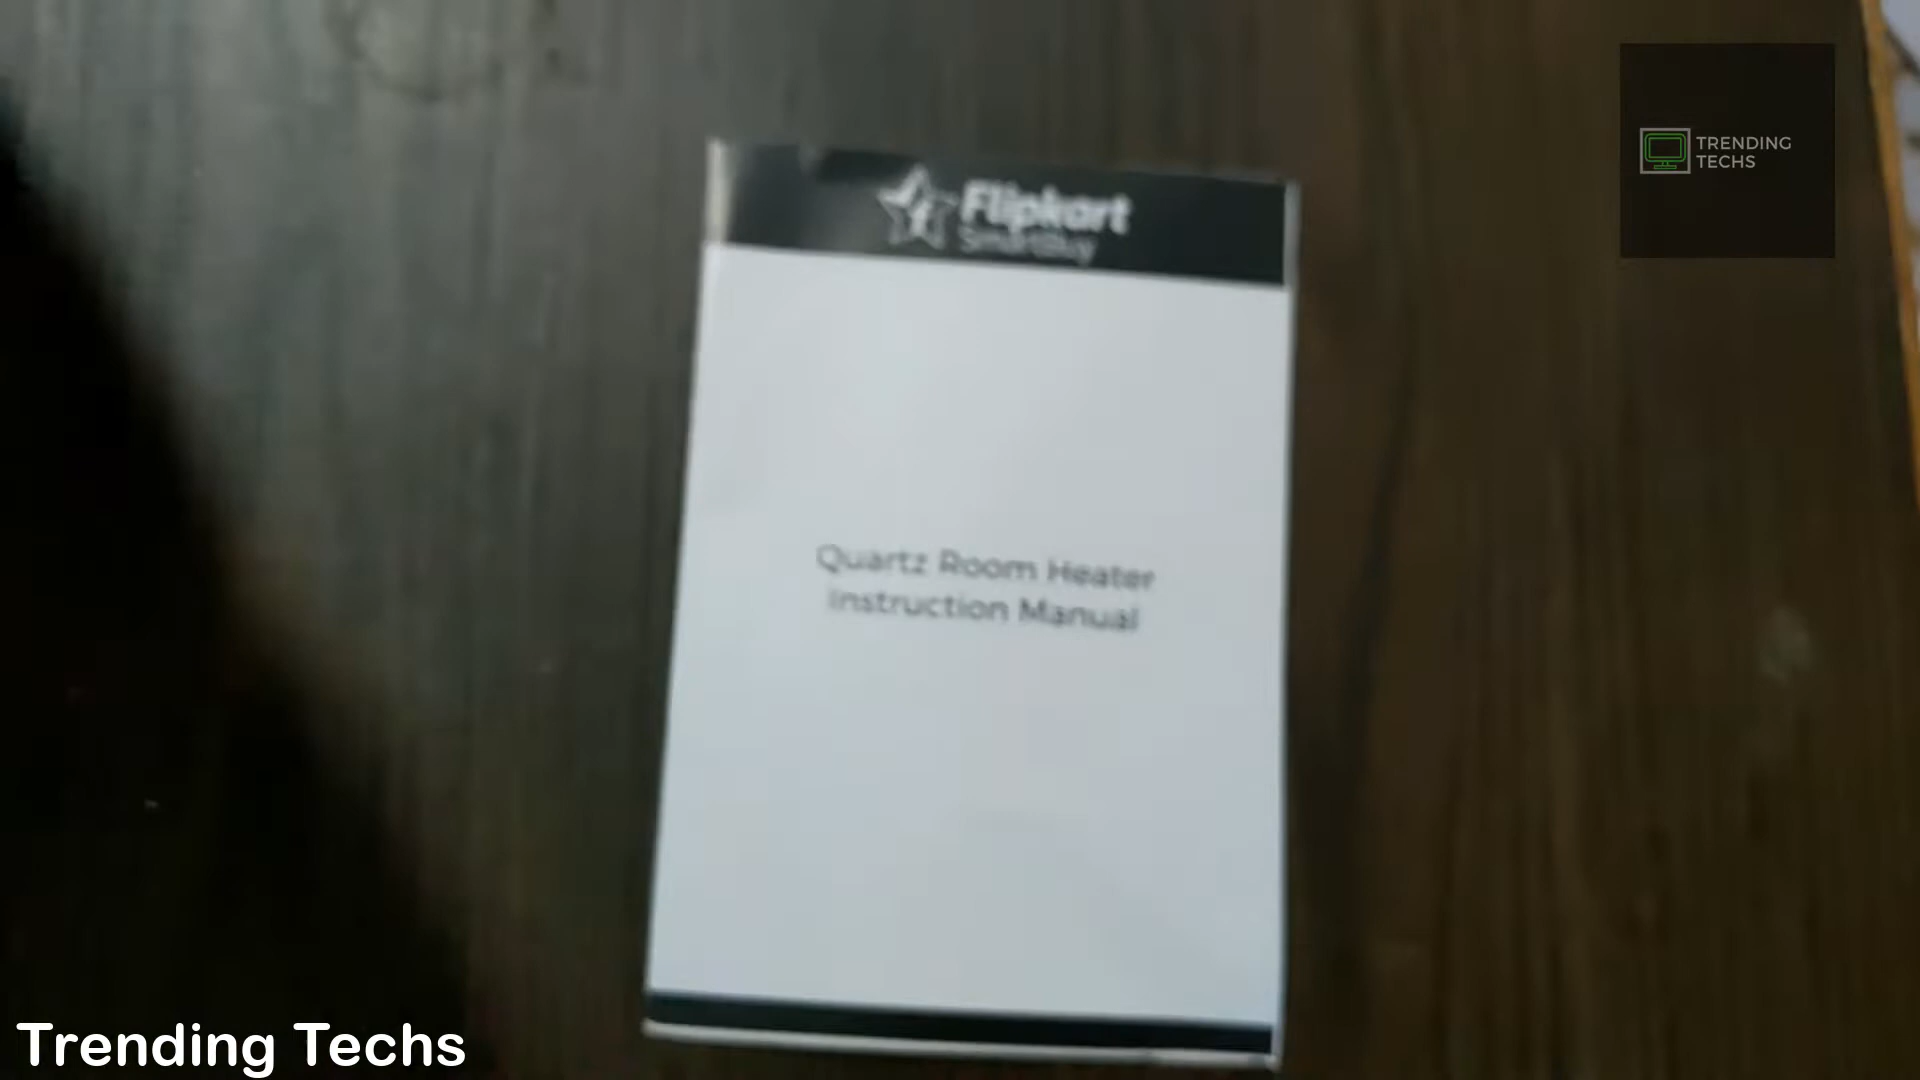 TRENDING
TECHS
Flipkart
SmartBuy
Quartz Room Heater
Instruction Manual
Trending Techs